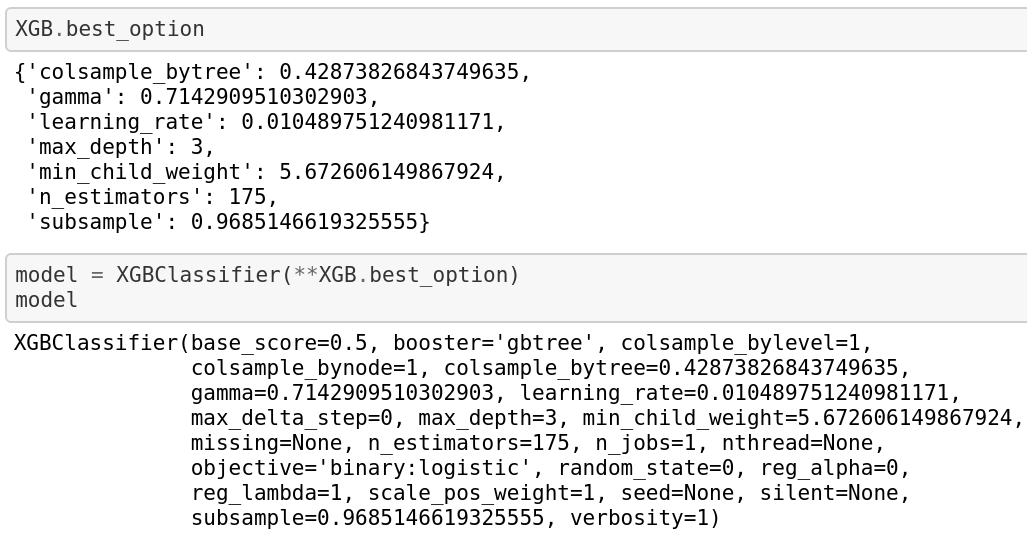 XGB.best_option
{'colsample_bytree': 0.42873826843749635,
'gamma': 0.7142909510302903,
'learning_rate': 0.010489751240981171,
'max_depth': 3,
'min_child_weight': 5.672606149867924,
'n_estimators': 175,
'subsample': 0.9685146619325555}
model = XGBClassifier(**XGB.best_option)
model
XGBClassifier(base_score=0.5, booster='gbtree', colsample_bylevel=1,
colsample_bynode=1, colsample_bytree=0.42873826843749635,
gamma=0.7142909510302903, learning_rate=0.010489751240981171,
max_delta_step=0, max_depth=3, min_child_weight=5.672606149867924,
missing=None, n_estimators=175, n_jobs=1, nthread=None,
objective='binary:logistic', random_state=0, reg_alpha=0,
reg_lambda=1, scale_pos_weight=1, seed=None, silent=None,
subsample=0.9685146619325555, verbosity=1)